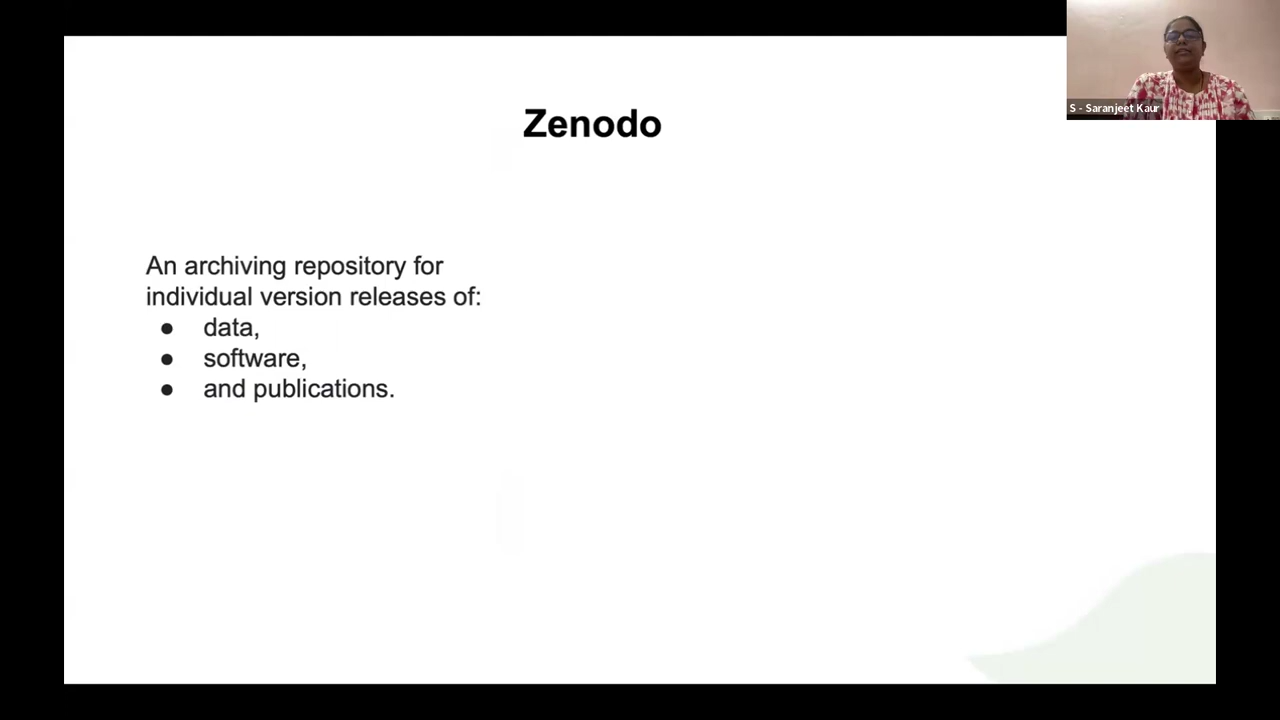 Zenodo
S - Saranjeet Kaur
An archiving repository for
individual version releases of:
● data,
● software,
● and publications.